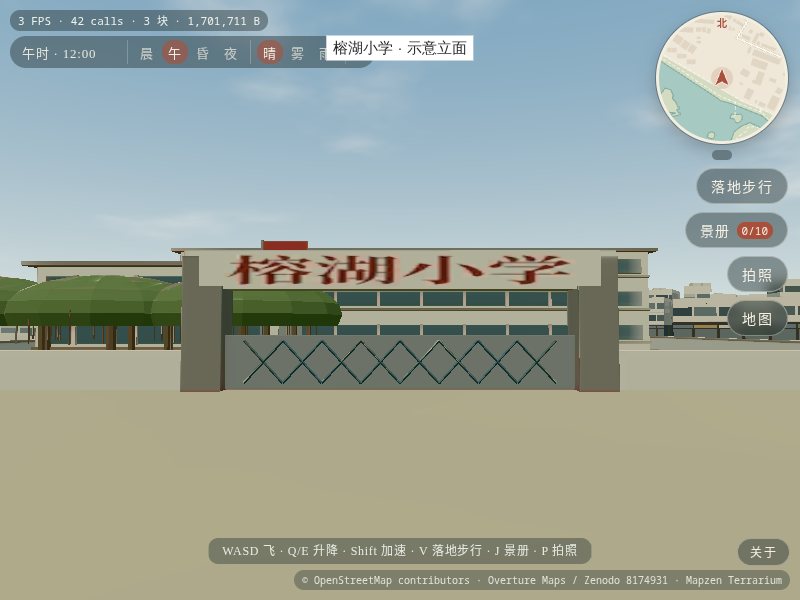 3 FPS · 42 calls · 3 块 · 1,701,711 B
午时 · 12:00 晨 午 昏 夜 晴 雾
榕湖小学 · 示意立面
北
落地步行
景册 0/10
拍照
地图
榕湖小学
WASD 飞 · Q/E 升降 · Shift 加速 · V 落地步行 · J 景册 · P 拍照
关于
© OpenStreetMap contributors · Overture Maps / Zenodo 8174931 · Mapzen Terrarium